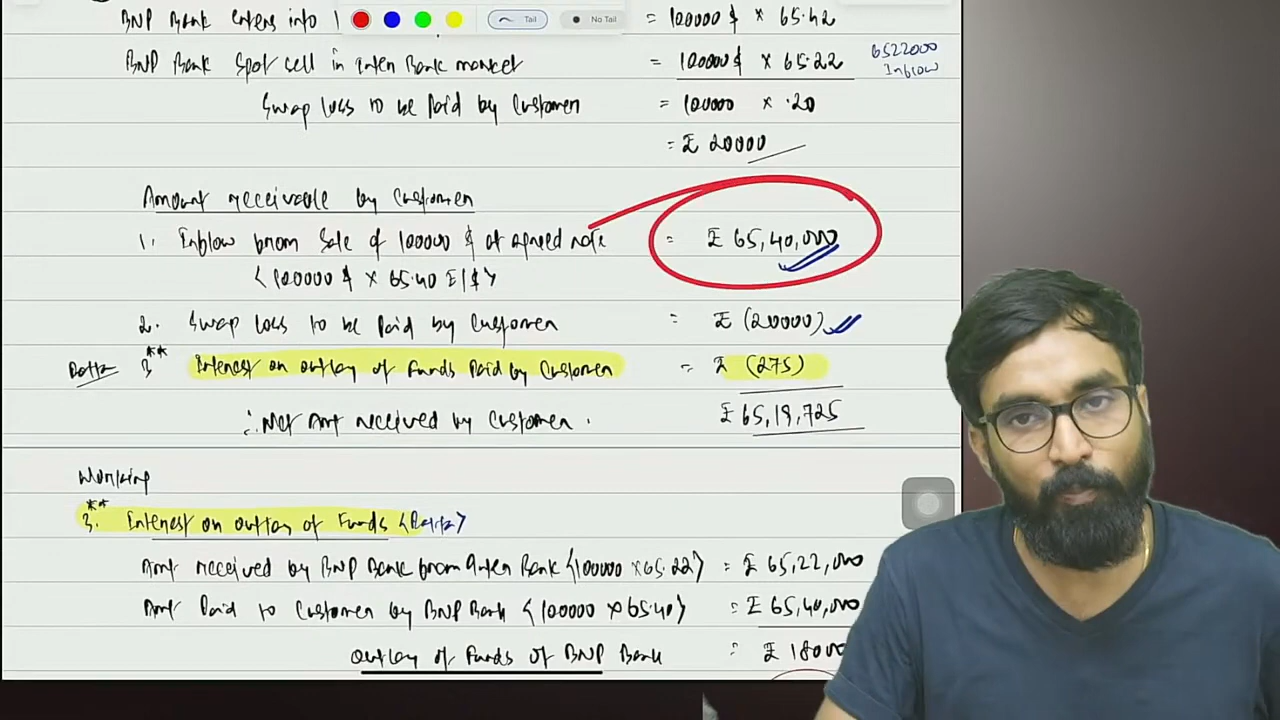 BNP Bank enters into 1 = 100000 $ × 65.42
Tail No Tail
BNP Bank Spot sell in Inter Bank market = 100000 $ × 65.22 6522000
Inflow
Swap loss to be Paid by Customer = 100000 × .20
= ₹ 20000
Amount receivable by Customer
1. Inflow from Sale of 100000 $ at agreed rate = ₹ 65,40,000
<100000 $ × 65.40 ₹/$>
2. Swap loss to be Paid by Customer = ₹ (20000)
3** Interest on outlay of Funds Paid by Customer = ₹ (275)
∴ Net Amt received by Customer . ₹ 65,19,725
Working
3.** Interest on outlay of Funds
Amt received by BNP Bank from Inter Bank <100000 × 65.22> = ₹ 65,22,000
Amt Paid to Customer by BNP Bank <100000 × 65.40> = ₹ 65,40,000
Outlay of Funds of BNP Bank = ₹ 18000